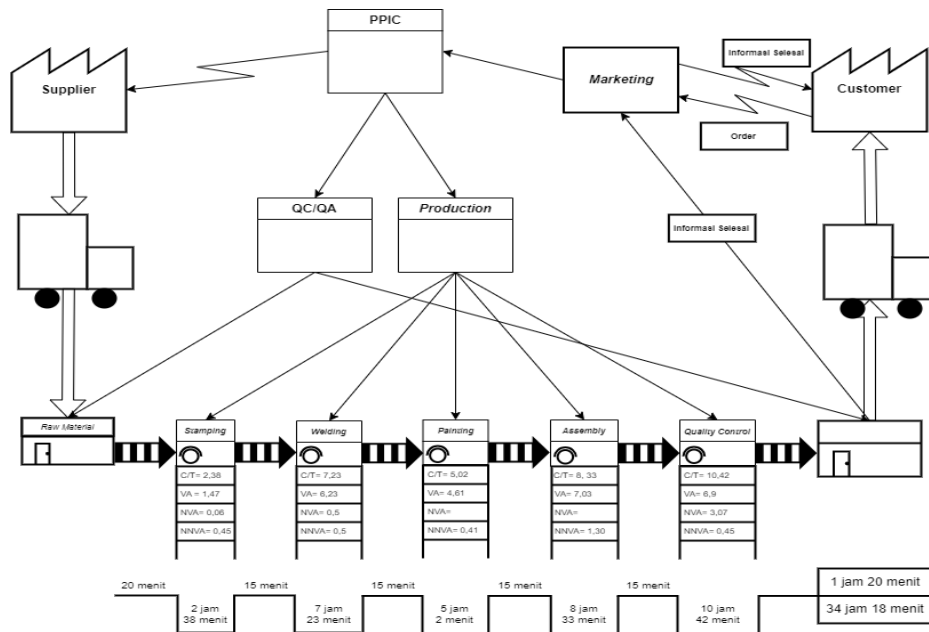 PPIC
Supplier
Marketing
Informasi Selesai
Customer
Order
QC/QA
Production
Informasi Selesai
Raw Material
Stamping
Welding
Painting
Assembly
Quality Control
C/T= 2,38
VA = 1,47
NVA= 0,06
NNVA= 0,45
C/T= 7,23
VA= 6,23
NVA= 0,5
NNVA= 0,5
C/T= 5,02
VA= 4,61
NVA=
NNVA= 0,41
C/T= 8, 33
VA= 7,03
NVA=
NNVA= 1,30
C/T= 10,42
VA= 6,9
NVA= 3,07
NNVA= 0,45
20 menit
15 menit
15 menit
15 menit
15 menit
1 jam 20 menit
2 jam
38 menit
7 jam
23 menit
5 jam
2 menit
8 jam
33 menit
10 jam
42 menit
34 jam 18 menit